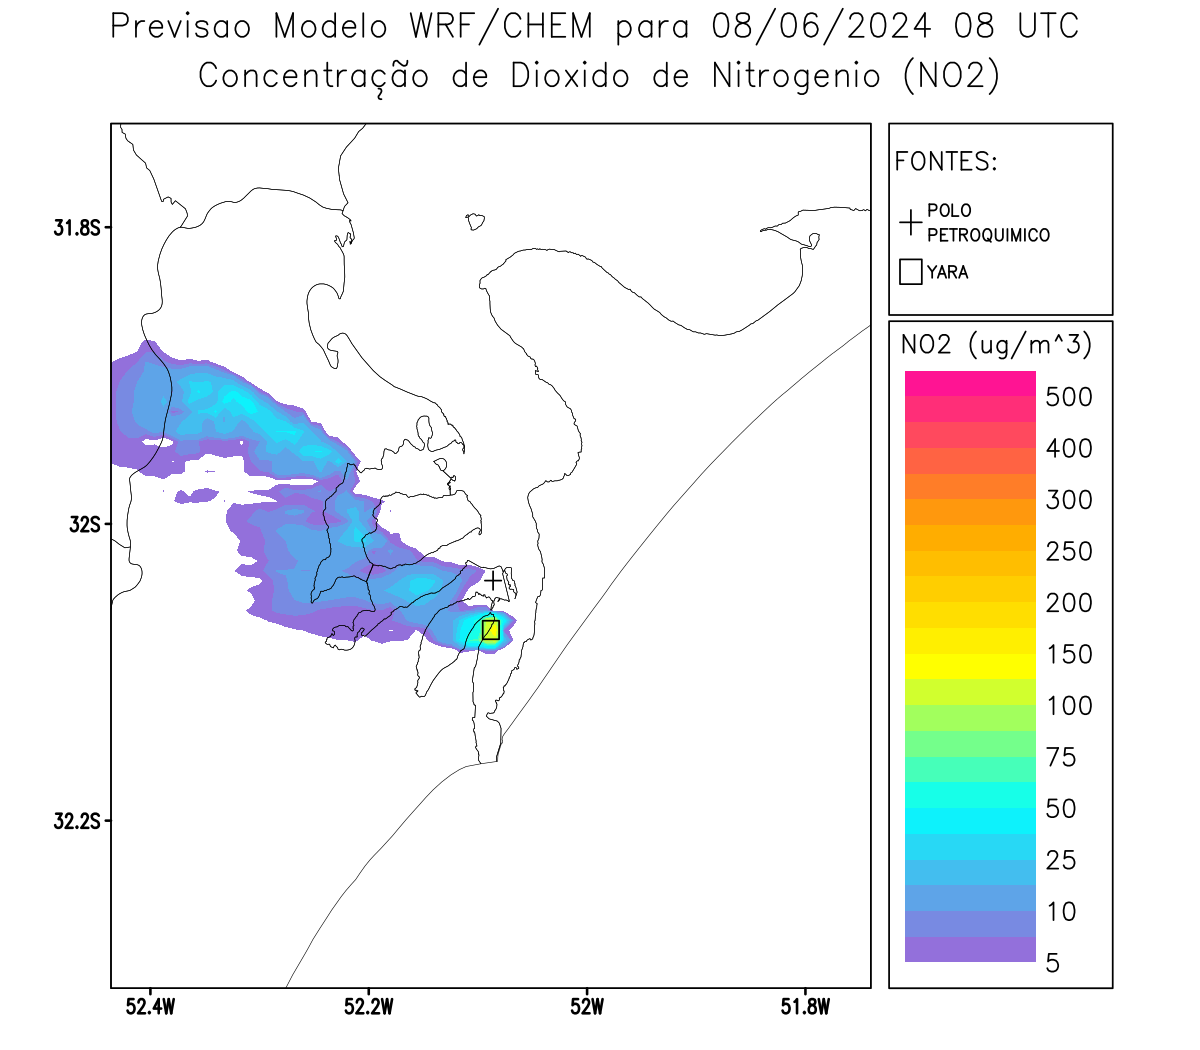 Previsao Modelo WRF/CHEM para 08/06/2024 08 UTC
Concentração de Dioxido de Nitrogenio (NO2)
FONTES:
POLO
PETROQUIMICO
YARA
NO2 (ug/m^3)
500
400
300
250
200
150
100
75
50
25
10
5
31.8S
32S
32.2S
52.4W
52.2W
52W
51.8W